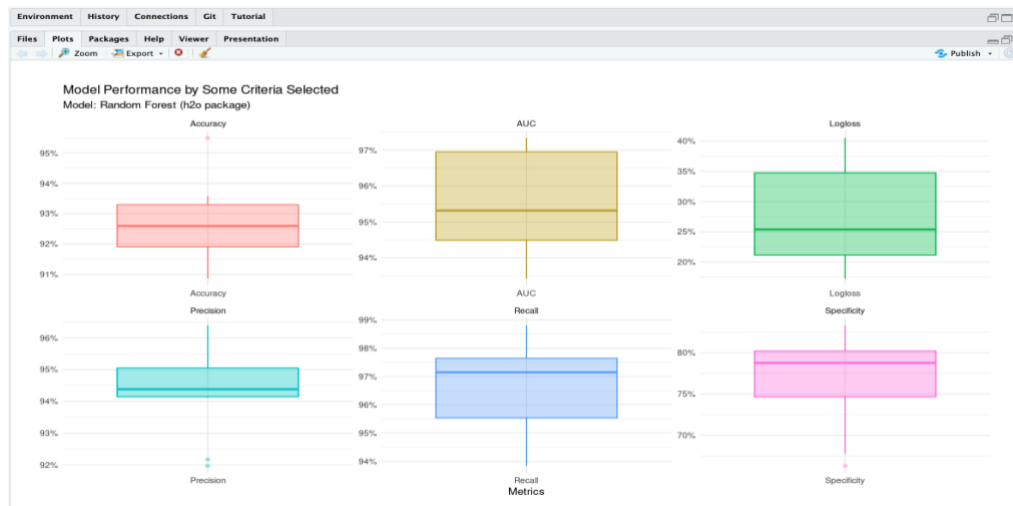 Environment History Connections Git Tutorial
Files Plots Packages Help Viewer Presentation
Zoom Export Publish
Model Performance by Some Criteria Selected
Model: Random Forest (h2o package)
Accuracy AUC Logloss
95%
94%
93%
92%
91%
97%
96%
95%
94%
40%
35%
30%
25%
20%
Accuracy AUC Logloss
Precision Recall Specificity
96%
95%
94%
93%
92%
99%
98%
97%
96%
95%
94%
80%
75%
70%
Precision Recall Specificity
Metrics